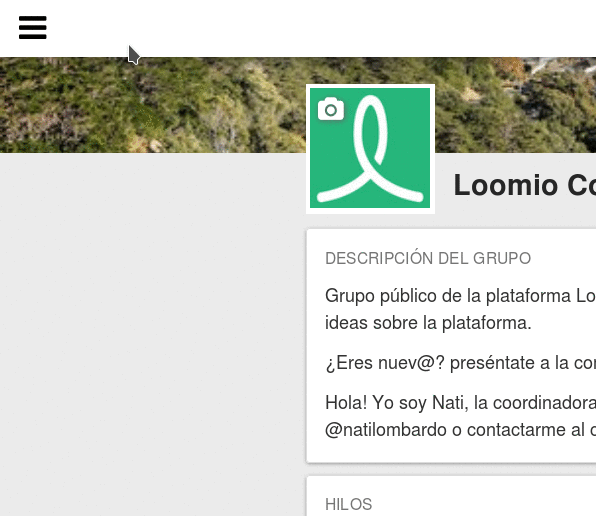 Loomio Co
DESCRIPCIÓN DEL GRUPO
Grupo público de la plataforma Lo
ideas sobre la plataforma.
¿Eres nuev@? preséntate a la co
Hola! Yo soy Nati, la coordinadora
@natilombardo o contactarme al c
HILOS